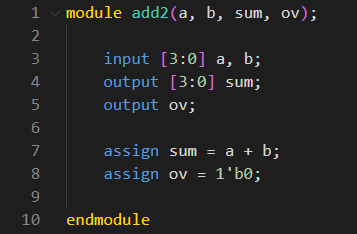 1 module add2(a, b, sum, ov);
2
3 input [3:0] a, b;
4 output [3:0] sum;
5 output ov;
6
7 assign sum = a + b;
8 assign ov = 1'b0;
9
10 endmodule